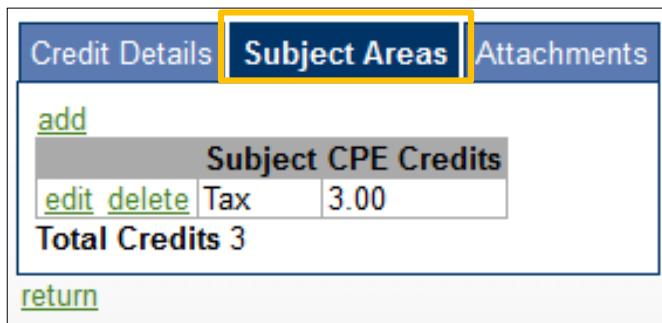 Credit Details Subject Areas Attachments
add
Subject CPE Credits
edit delete Tax 3.00
Total Credits 3
return